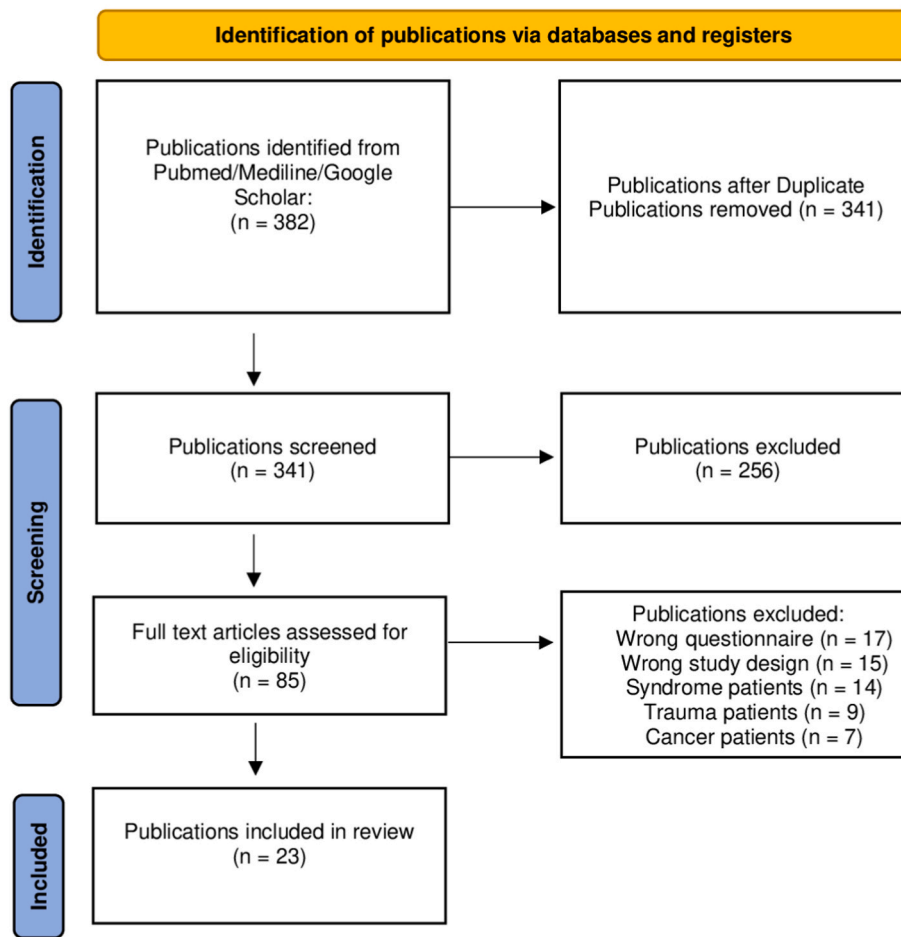 Identification of publications via databases and registers
Identification
Publications identified from
Pubmed/Mediline/Google
Scholar:
(n = 382)
Publications after Duplicate
Publications removed (n = 341)
Screening
Publications screened
(n = 341)
Publications excluded
(n = 256)
Full text articles assessed for
eligibility
(n = 85)
Publications excluded:
Wrong questionnaire (n = 17)
Wrong study design (n = 15)
Syndrome patients (n = 14)
Trauma patients (n = 9)
Cancer patients (n = 7)
Included
Publications included in review
(n = 23)